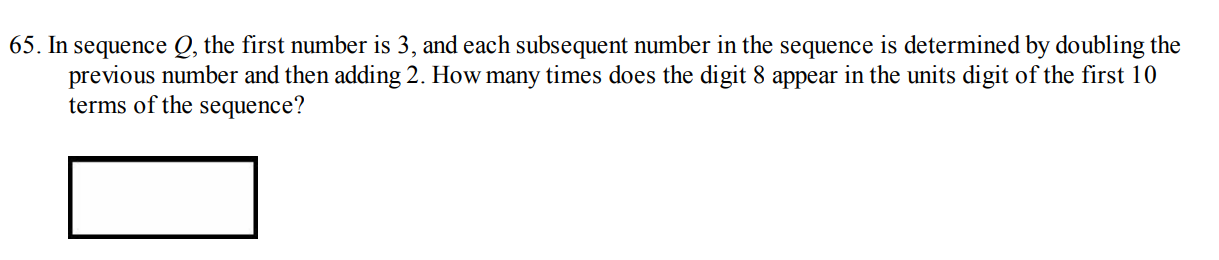 65. In sequence Q, the first number is 3, and each subsequent number in the sequence is determined by doubling the
previous number and then adding 2. How many times does the digit 8 appear in the units digit of the first 10
terms of the sequence?